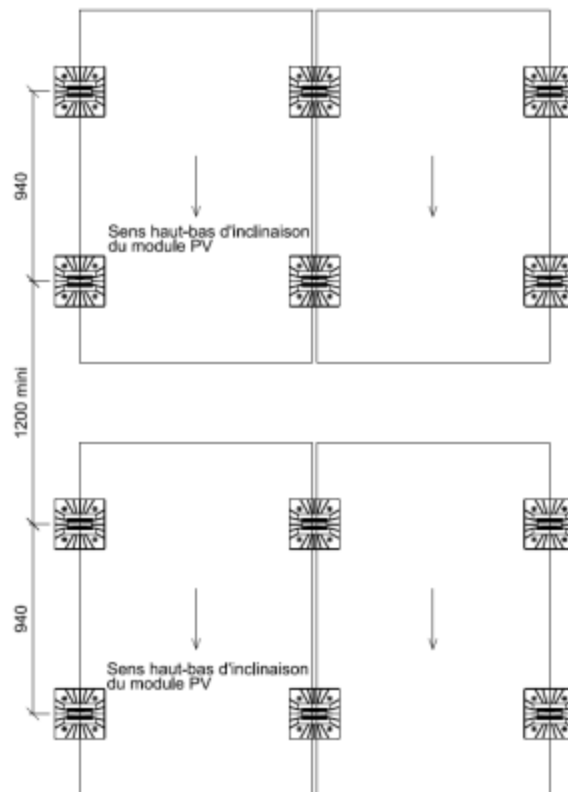 940
Sens haut-bas d'inclinaison
du module PV
1200 mini
940
Sens haut-bas d'inclinaison
du module PV